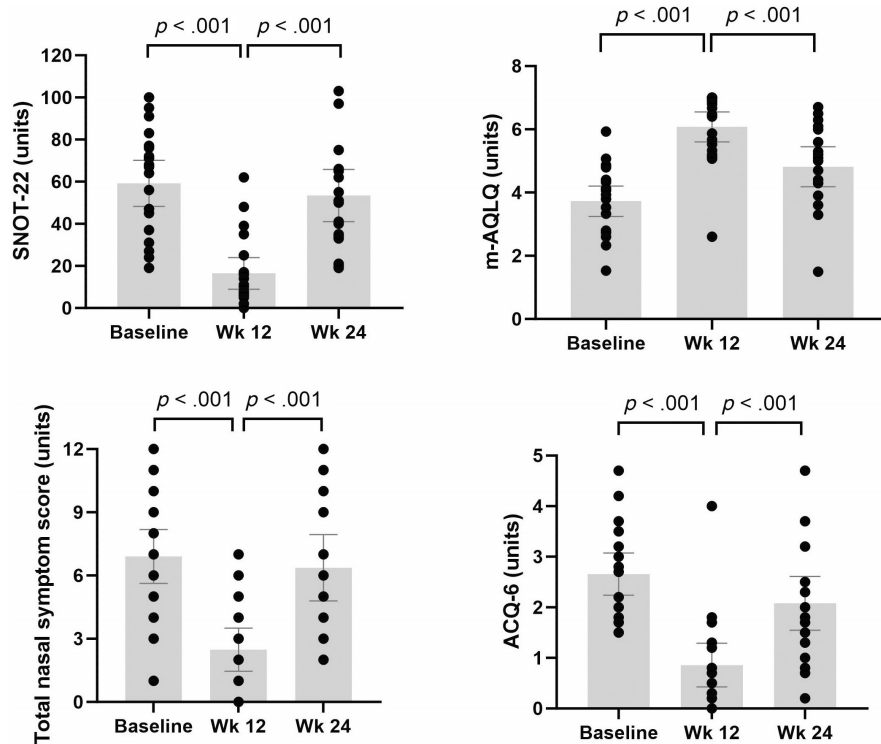 p < .001 p < .001
SNOT-22 (units)
120
100
80
60
40
20
0
Baseline Wk 12 Wk 24
p < .001 p < .001
m-AQLQ (units)
8
6
4
2
0
Baseline Wk 12 Wk 24
p < .001 p < .001
Total nasal symptom score (units)
12
9
6
3
0
Baseline Wk 12 Wk 24
p < .001 p < .001
ACQ-6 (units)
5
4
3
2
1
0
Baseline Wk 12 Wk 24